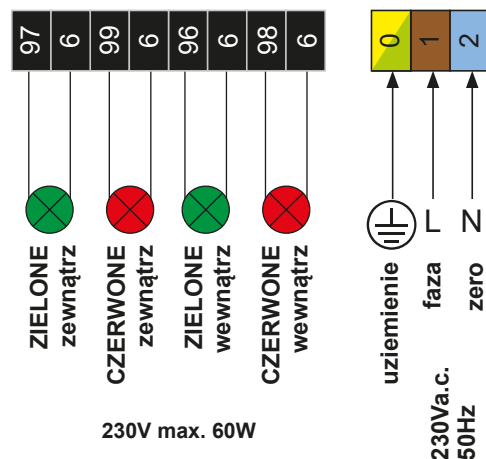 97 6 99 6 96 6 98 6
0 1 2
L N
ZIELONE
zewnątrz
CZERWONE
zewnątrz
ZIELONE
wewnątrz
CZERWONE
wewnątrz
uziemienie
faza
zero
230V max. 60W
230Va.c.
50Hz